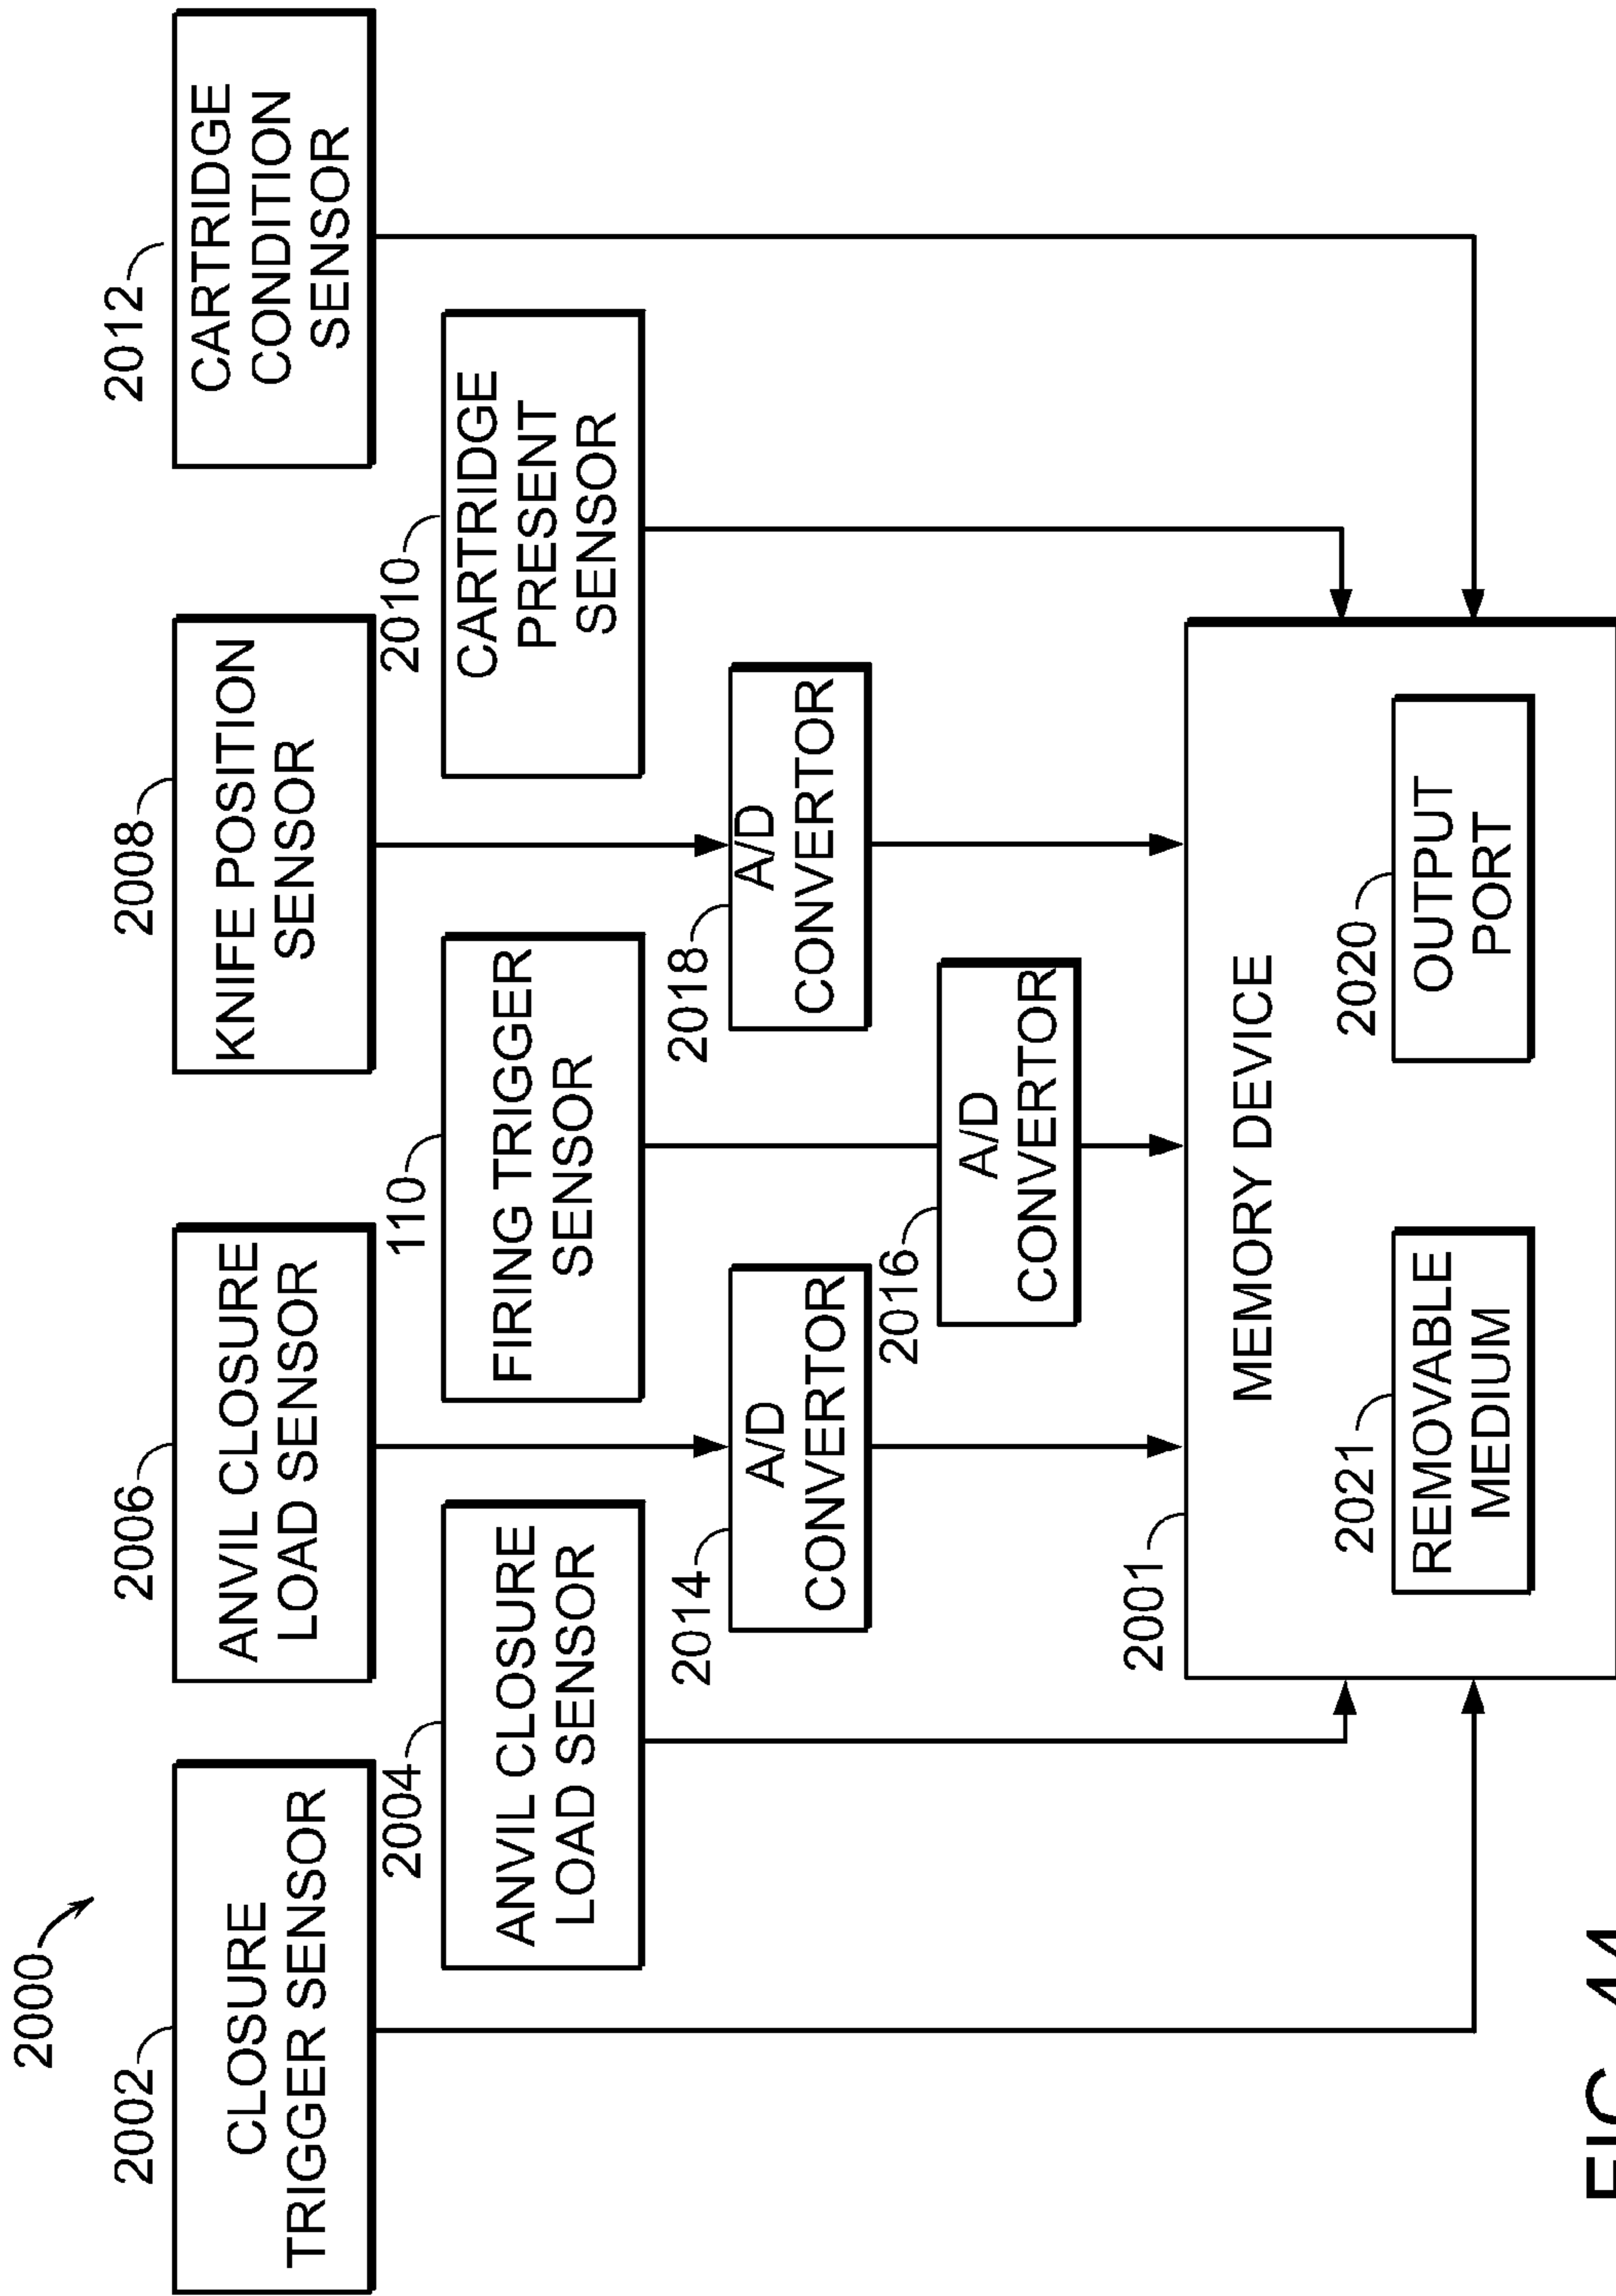 2000
2002
CLOSURE
TRIGGER SENSOR
2006
ANVIL CLOSURE
LOAD SENSOR
2008
KNIFE POSITION
SENSOR
2012
CARTRIDGE
CONDITION
SENSOR
2004
ANVIL CLOSURE
LOAD SENSOR
110
FIRING TRIGGER
SENSOR
2010
CARTRIDGE
PRESENT
SENSOR
2014
A/D
CONVERTOR
2018
A/D
CONVERTOR
2016
A/D
CONVERTOR
2001
MEMORY DEVICE
2021
REMOVABLE
MEDIUM
2020
OUTPUT
PORT
FIG. 44